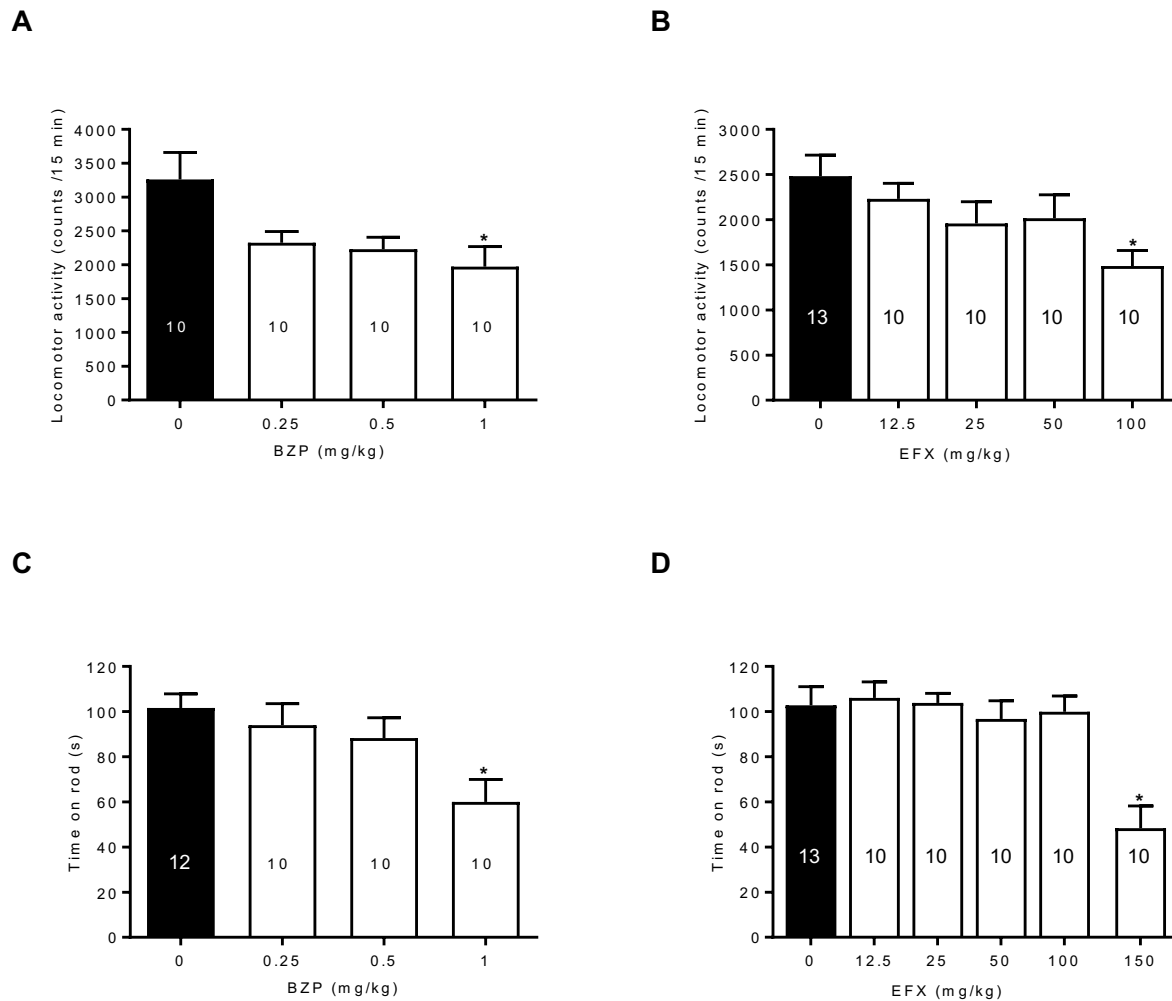 A
Locomotor activity (counts /15 min)
4000
3500
3000
2500
2000
1500
1000
500
0
*
10 10 10 10
0 0.25 0.5 1
BZP (mg/kg)
B
Locomotor activity (counts /15 min)
3000
2500
2000
1500
1000
500
0
*
13 10 10 10 10
0 12.5 25 50 100
EFX (mg/kg)
C
Time on rod (s)
120
100
80
60
40
20
0
*
12 10 10 10
0 0.25 0.5 1
BZP (mg/kg)
D
Time on rod (s)
120
100
80
60
40
20
0
*
13 10 10 10 10 10
0 12.5 25 50 100 150
EFX (mg/kg)